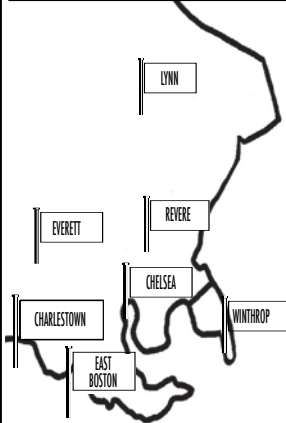 LYNN
REVERE
EVERETT
CHELSEA
CHARLESTOWN
WINTHROP
EAST
BOSTON